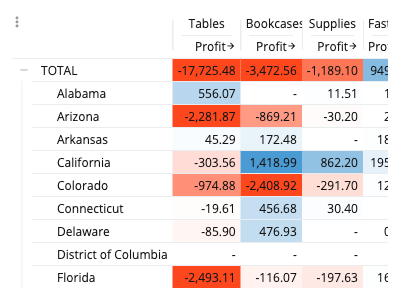 Tables Bookcases Supplies Fast
Profit→ Profit→ Profit→
TOTAL -17,725.48 -3,472.56 -1,189.10 949
Alabama 556.07 - 11.51 1
Arizona -2,281.87 -869.21 -30.20 2
Arkansas 45.29 172.48 - 18
California -303.56 1,418.99 862.20 195
Colorado -974.88 -2,408.92 -291.70 12
Connecticut -19.61 456.68 30.40
Delaware -85.90 476.93 - 0
District of Columbia - - -
Florida -2,493.11 -116.07 -197.63 16